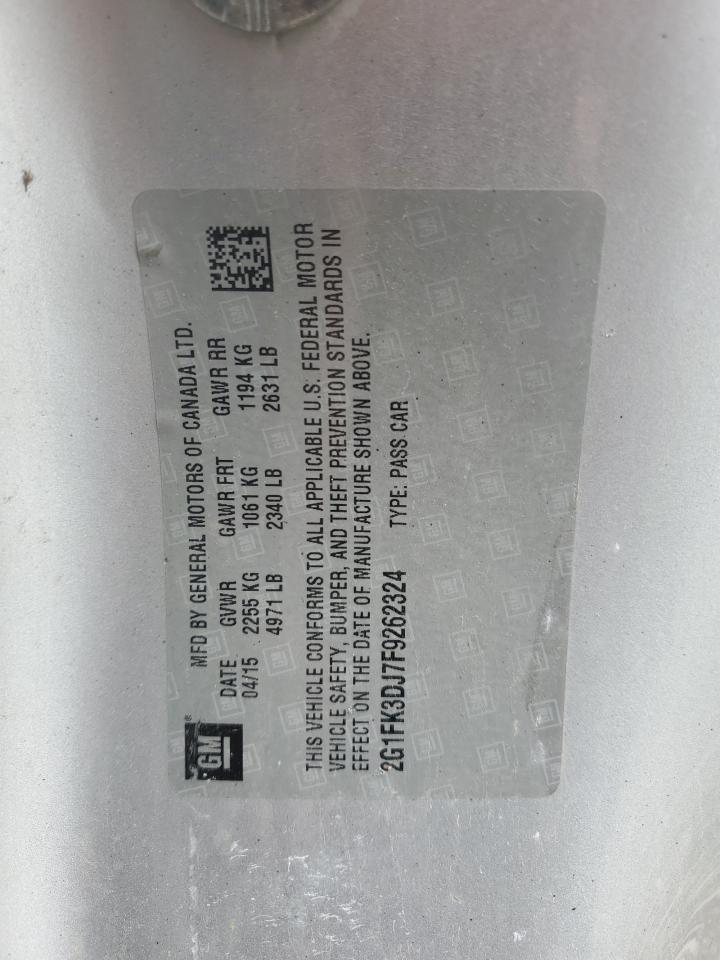 GM®
MFD BY GENERAL MOTORS OF CANADA LTD.
DATE GVWR GAWR FRT GAWR RR
04/15 2255 KG 1061 KG 1194 KG
4971 LB 2340 LB 2631 LB
THIS VEHICLE CONFORMS TO ALL APPLICABLE U.S. FEDERAL MOTOR
VEHICLE SAFETY, BUMPER, AND THEFT PREVENTION STANDARDS IN
EFFECT ON THE DATE OF MANUFACTURE SHOWN ABOVE.
2G1FK3DJ7F9262324 TYPE: PASS CAR